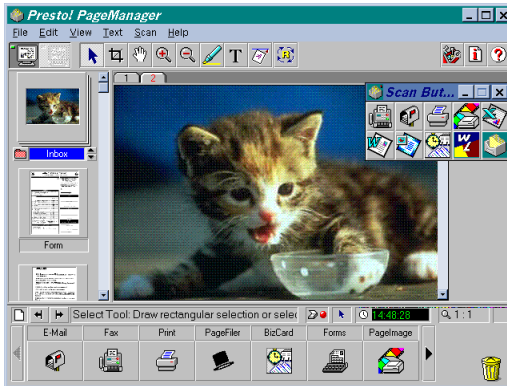 Presto! PageManager
File Edit View Text Scan Help
T
1 2
Scan But...
Inbox
Form
Select Tool: Draw rectangular selection or selec
14:48:28
1 : 1
E-Mail Fax Print PageFiler BizCard Forms PageImage